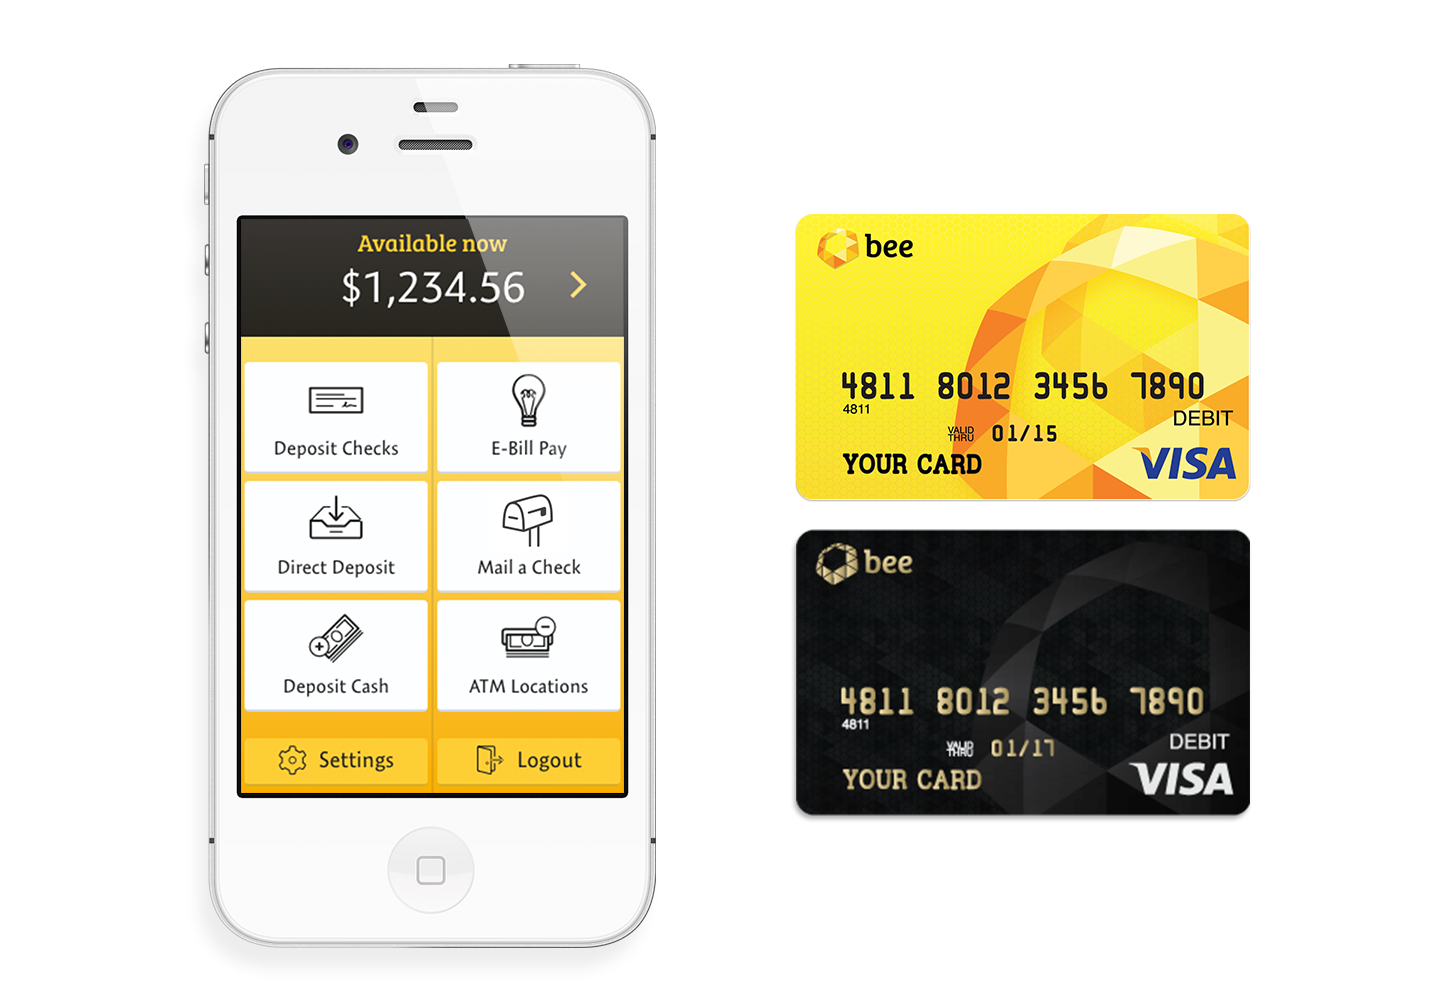 Available now
$1,234.56
Deposit Checks
E-Bill Pay
Direct Deposit
Mail a Check
Deposit Cash
ATM Locations
Settings
Logout
bee
4811 8012 3456 7890
4811
DEBIT
VALID THRU 01/15
YOUR CARD
VISA
bee
4811 8012 3456 7890
4811
DEBIT
VALID THRU 01/17
YOUR CARD
VISA